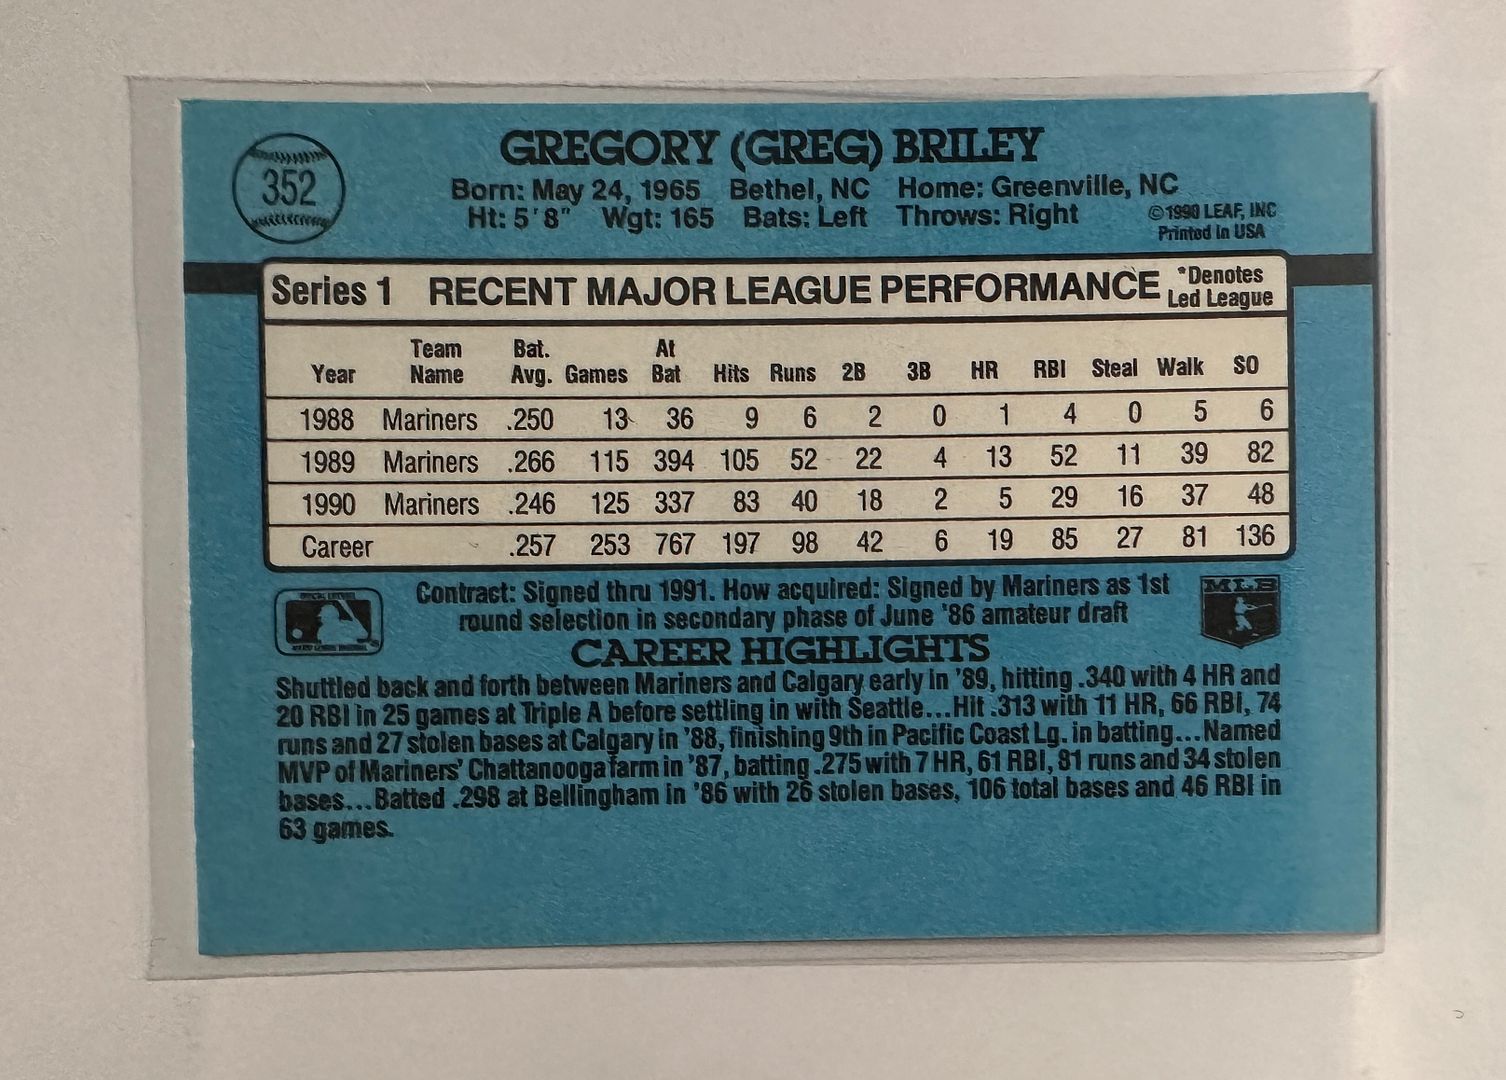 352
GREGORY (GREG) BRILEY
Born: May 24, 1965 Bethel, NC Home: Greenville, NC
Ht: 5'8" Wgt: 165 Bats: Left Throws: Right
©1990 LEAF, INC
Printed in USA
Series 1 RECENT MAJOR LEAGUE PERFORMANCE *Denotes Led League
Year Team Name Bat. Avg. Games At Bat Hits Runs 2B 3B HR RBI Steal Walk SO
1988 Mariners .250 13 36 9 6 2 0 1 4 0 5 6
1989 Mariners .266 115 394 105 52 22 4 13 52 11 39 82
1990 Mariners .246 125 337 83 40 18 2 5 29 16 37 48
Career .257 253 767 197 98 42 6 19 85 27 81 136
Contract: Signed thru 1991. How acquired: Signed by Mariners as 1st
round selection in secondary phase of June '86 amateur draft
MLB
CAREER HIGHLIGHTS
Shuttled back and forth between Mariners and Calgary early in '89, hitting .340 with 4 HR and
20 RBI in 25 games at Triple A before settling in with Seattle...Hit .313 with 11 HR, 66 RBI, 74
runs and 27 stolen bases at Calgary in '88, finishing 9th in Pacific Coast Lg. in batting...Named
MVP of Mariners' Chattanooga farm in '87, batting .275 with 7 HR, 61 RBI, 81 runs and 34 stolen
bases...Batted .298 at Bellingham in '86 with 26 stolen bases, 106 total bases and 46 RBI in
63 games.